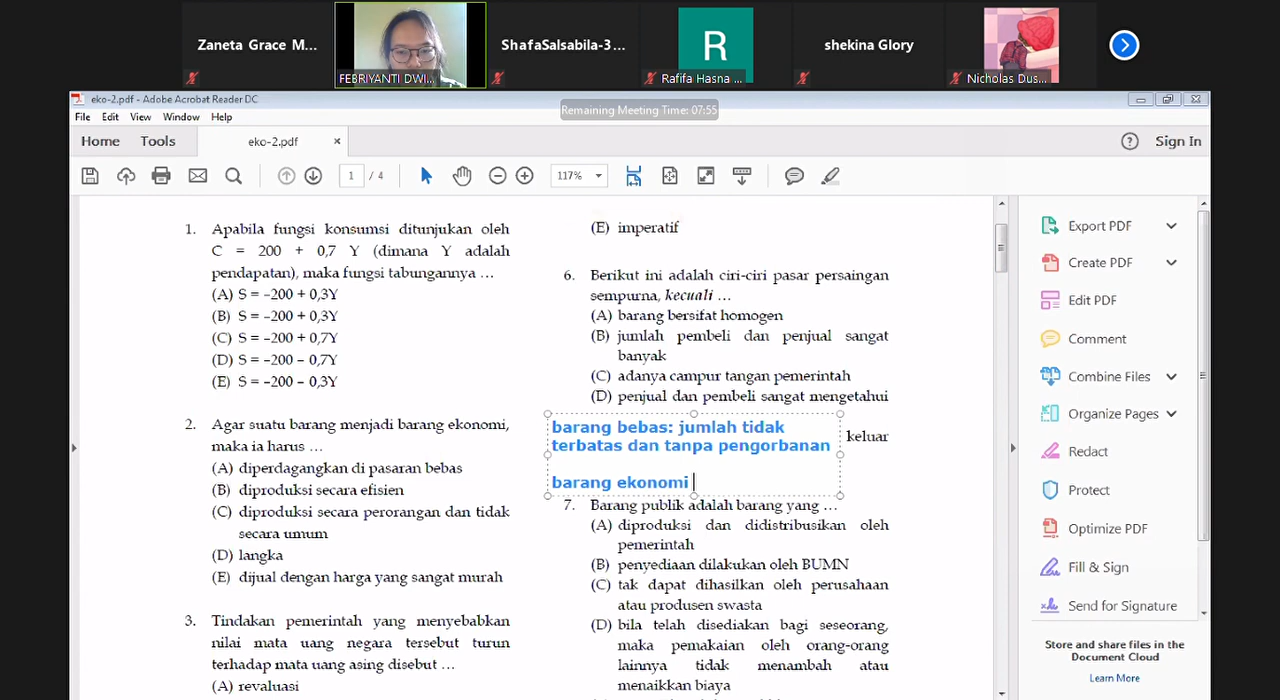 Zaneta Grace M...
FEBRIYANTI DWI...
ShafaSalsabila-3...
R
Rafifa Hasna ...
shekina Glory
Nicholas Dus...
eko-2.pdf - Adobe Acrobat Reader DC
Remaining Meeting Time: 07:55
File Edit View Window Help
Home Tools eko-2.pdf × Sign In
1 / 4 117%
1. Apabila fungsi konsumsi ditunjukan oleh
C = 200 + 0,7 Y (dimana Y adalah
pendapatan), maka fungsi tabungannya ...
(A) S = –200 + 0,3Y
(B) S = –200 + 0,3Y
(C) S = –200 + 0,7Y
(D) S = –200 – 0,7Y
(E) S = –200 – 0,3Y
2. Agar suatu barang menjadi barang ekonomi,
maka ia harus ...
(A) diperdagangkan di pasaran bebas
(B) diproduksi secara efisien
(C) diproduksi secara perorangan dan tidak
secara umum
(D) langka
(E) dijual dengan harga yang sangat murah
3. Tindakan pemerintah yang menyebabkan
nilai mata uang negara tersebut turun
terhadap mata uang asing disebut ...
(A) revaluasi
(E) imperatif
6. Berikut ini adalah ciri-ciri pasar persaingan
sempurna, kecuali ...
(A) barang bersifat homogen
(B) jumlah pembeli dan penjual sangat
banyak
(C) adanya campur tangan pemerintah
(D) penjual dan pembeli sangat mengetahui
barang bebas: jumlah tidak
terbatas dan tanpa pengorbanan
keluar
barang ekonomi
7. Barang publik adalah barang yang ...
(A) diproduksi dan didistribusikan oleh
pemerintah
(B) penyediaan dilakukan oleh BUMN
(C) tak dapat dihasilkan oleh perusahaan
atau produsen swasta
(D) bila telah disediakan bagi seseorang,
maka pemakaian oleh orang-orang
lainnya tidak menambah atau
menaikkan biaya
Export PDF
Create PDF
Edit PDF
Comment
Combine Files
Organize Pages
Redact
Protect
Optimize PDF
Fill & Sign
Send for Signature
Store and share files in the
Document Cloud
Learn More